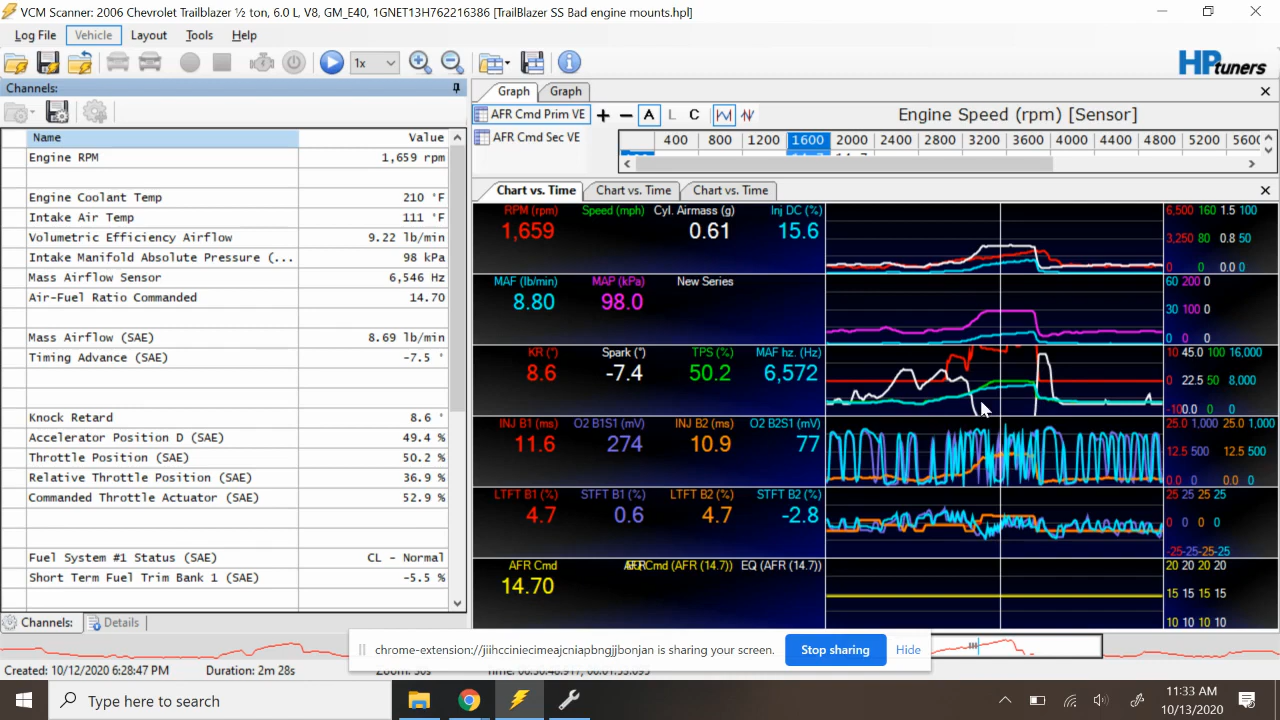 VCM Scanner: 2006 Chevrolet Trailblazer ½ ton, 6.0 L, V8, GM_E40, 1GNET13H762216386 [TrailBlazer SS Bad engine mounts.hpl]
Log File Vehicle Layout Tools Help
1x
HP tuners
Channels:
Name Value
Engine RPM 1,659 rpm
Engine Coolant Temp 210 °F
Intake Air Temp 111 °F
Volumetric Efficiency Airflow 9.22 lb/min
Intake Manifold Absolute Pressure (... 98 kPa
Mass Airflow Sensor 6,546 Hz
Air-Fuel Ratio Commanded 14.70
Mass Airflow (SAE) 8.69 lb/min
Timing Advance (SAE) -7.5 °
Knock Retard 8.6 °
Accelerator Position D (SAE) 49.4 %
Throttle Position (SAE) 50.2 %
Relative Throttle Position (SAE) 36.9 %
Commanded Throttle Actuator (SAE) 52.9 %
Fuel System #1 Status (SAE) CL - Normal
Short Term Fuel Trim Bank 1 (SAE) -5.5 %
Channels: Details
Graph Graph
AFR Cmd Prim VE A L C Engine Speed (rpm) [Sensor]
AFR Cmd Sec VE
400 800 1200 1600 2000 2400 2800 3200 3600 4000 4400 4800 5200 560
Chart vs. Time Chart vs. Time Chart vs. Time
RPM (rpm) Speed (mph) Cyl. Airmass (g) Inj DC (%)
1,659 0.61 15.6
6,500 160 1.5 100
3,250 80 0.8 50
0 0 0.0 0
MAF (lb/min) MAP (kPa) New Series
8.80 98.0
60 200 0
30 100 0
0 0 0
KR (°) Spark (°) TPS (%) MAF hz. (Hz)
8.6 -7.4 50.2 6,572
10 45.0 100 16,000
0 22.5 50 8,000
-10 0.0 0 0
INJ B1 (ms) O2 B1S1 (mV) INJ B2 (ms) O2 B2S1 (mV)
11.6 274 10.9 77
25.0 1,000 25.0 1,000
12.5 500 12.5 500
0.0 0 0.0 0
LTFT B1 (%) STFT B1 (%) LTFT B2 (%) STFT B2 (%)
4.7 0.6 4.7 -2.8
25 25 25 25
0 0 0 0
-25 -25 -25 -25
AFR Cmd EQ Cmd (AFR (14.7)) EQ (AFR (14.7))
14.70
20 20 20 20
15 15 15 15
10 10 10 10
chrome-extension://jiihcciniecimeajcniapbngjjbonjan is sharing your screen. Stop sharing Hide
Created: 10/12/2020 6:28:47 PM Duration: 2m 28s
Type here to search
11:33 AM
10/13/2020